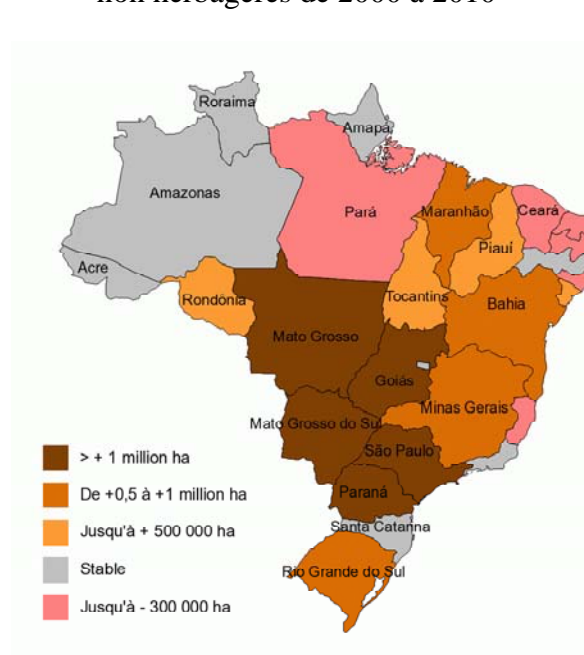 non herbagères de 2000 à 2010
Roraima
Amapá
Amazonas
Pará
Maranhão
Ceará
Piauí
Acre
Rondônia
Tocantins
Bahia
Mato Grosso
Goiás
Minas Gerais
Mato Grosso do Sul
São Paulo
> + 1 million ha
De +0,5 à +1 million ha
Paraná
Jusqu'à + 500 000 ha
Santa Catarina
Stable
Rio Grande do Sul
Jusqu'à - 300 000 ha